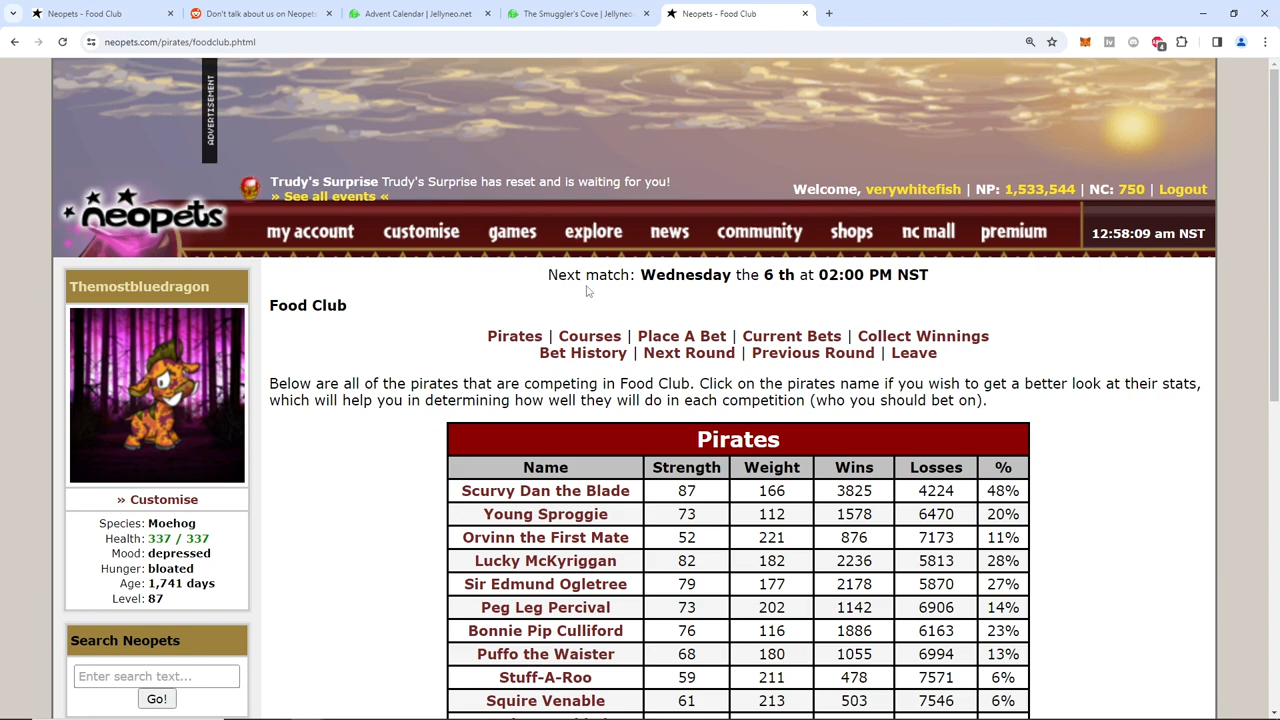 Neopets - Food Club
Don't talk about us on Neopets
Advent Calendar | Jellyneo.net
The Smuggler's Cove | Jellyneo
Neopets - Food Club
neopets.com/pirates/foodclub.phtml
ADVERTISEMENT
Trudy's Surprise Trudy's Surprise has reset and is waiting for you!
» See all events «
Welcome, verywhitefish | NP: 1,533,544 | NC: 750 | Logout
neopets
my account customise games explore news community shops nc mall premium
12:58:09 am NST
Themostbluedragon
» Customise
Species: Moehog
Health: 337 / 337
Mood: depressed
Hunger: bloated
Age: 1,741 days
Level: 87
Search Neopets
Enter search text...
Go!
Next match: Wednesday the 6 th at 02:00 PM NST
Food Club
Pirates | Courses | Place A Bet | Current Bets | Collect Winnings
Bet History | Next Round | Previous Round | Leave
Below are all of the pirates that are competing in Food Club. Click on the pirates name if you wish to get a better look at their stats,
which will help you in determining how well they will do in each competition (who you should bet on).
Pirates
Name Strength Weight Wins Losses %
Scurvy Dan the Blade 87 166 3825 4224 48%
Young Sproggie 73 112 1578 6470 20%
Orvinn the First Mate 52 221 876 7173 11%
Lucky McKyriggan 82 182 2236 5813 28%
Sir Edmund Ogletree 79 177 2178 5870 27%
Peg Leg Percival 73 202 1142 6906 14%
Bonnie Pip Culliford 76 116 1886 6163 23%
Puffo the Waister 68 180 1055 6994 13%
Stuff-A-Roo 59 211 478 7571 6%
Squire Venable 61 213 503 7546 6%